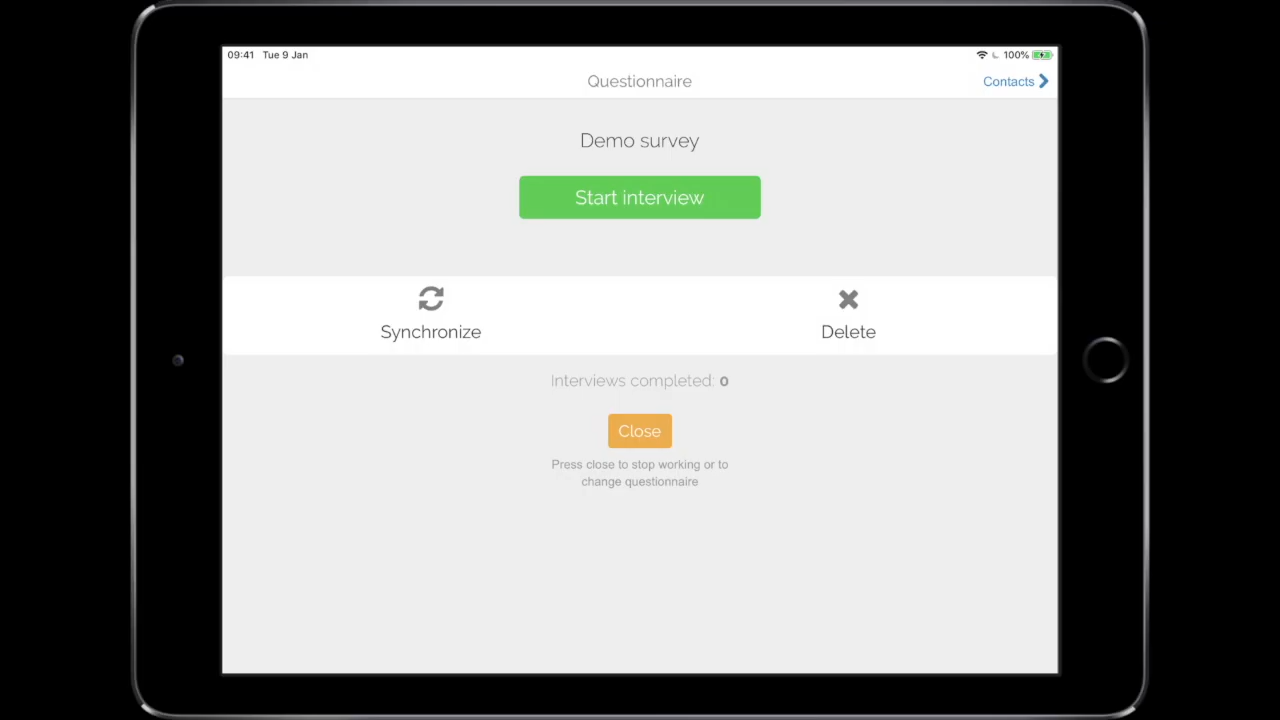 09:41 Tue 9 Jan 100%
Questionnaire
Contacts
Demo survey
Start interview
Synchronize
Delete
Interviews completed: 0
Close
Press close to stop working or to
change questionnaire